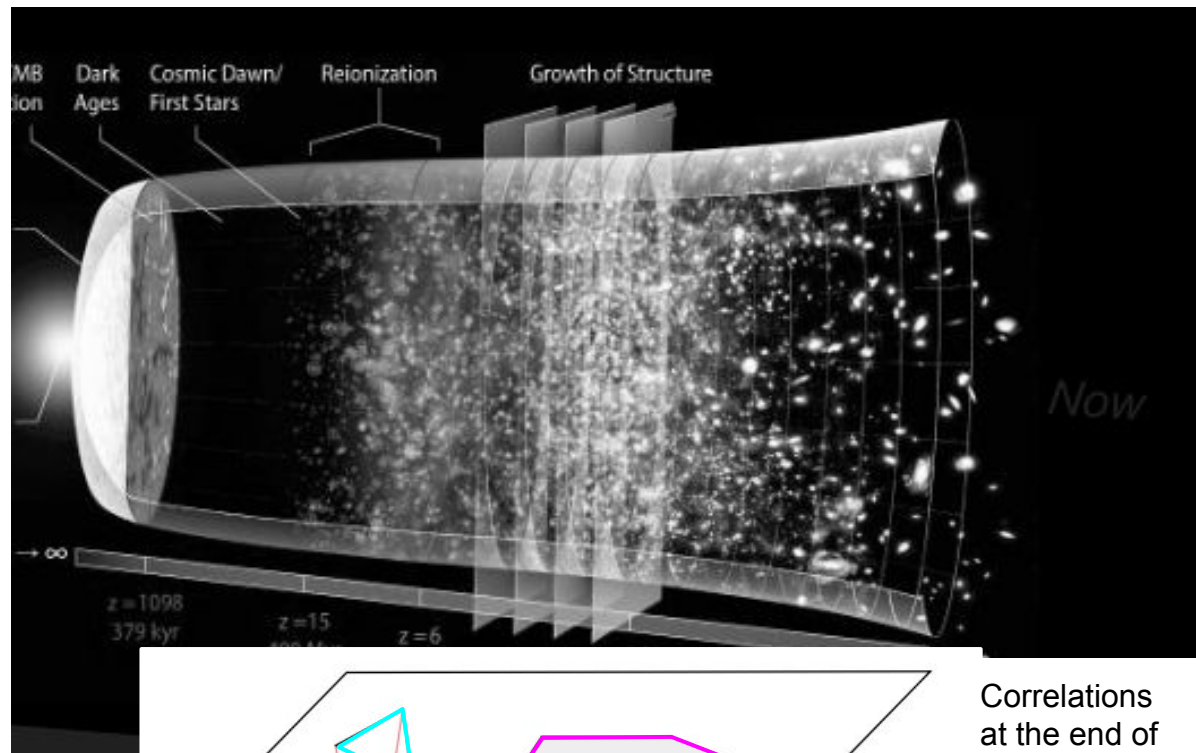 Dark
Ages
Cosmic Dawn/
First Stars
Reionization
Growth of Structure
Now
→ ∞
z=1098
379 kyr
z=15
z=6
Correlations
at the end of